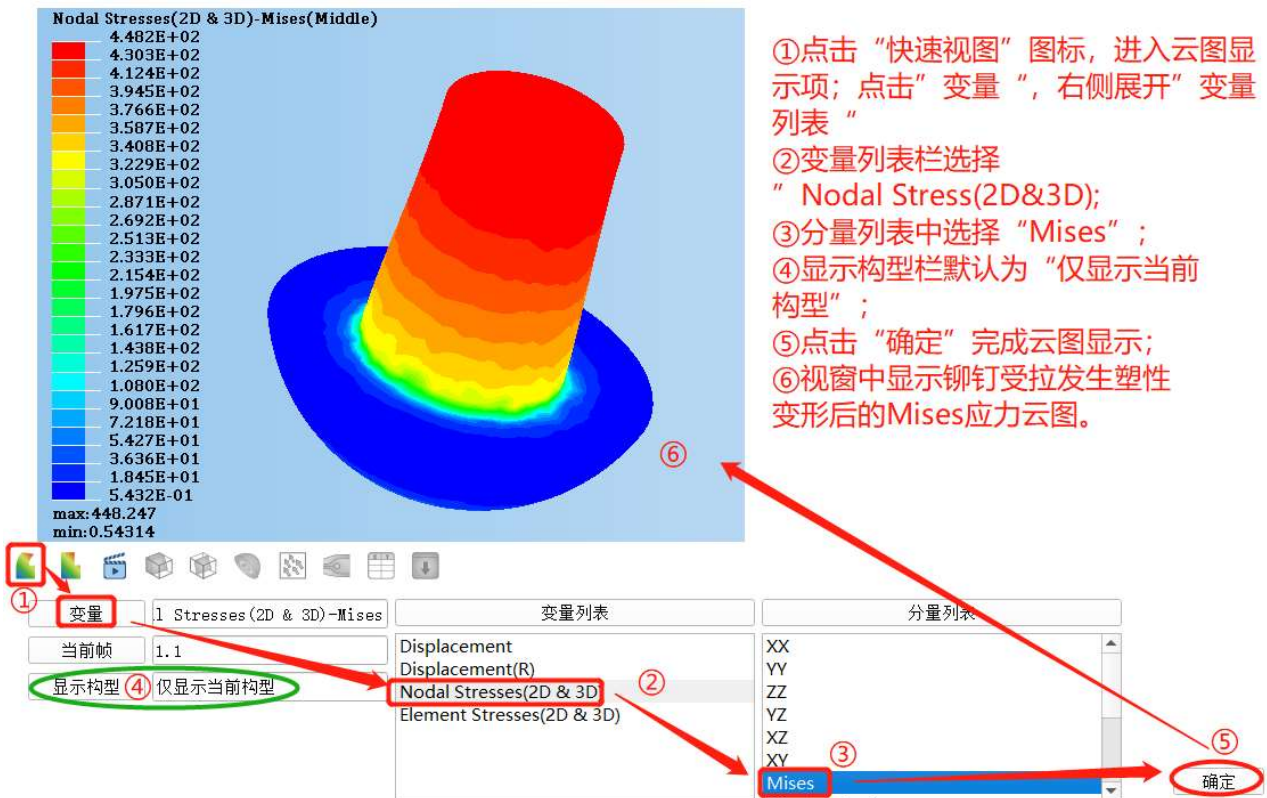 Nodal Stresses(2D & 3D)-Mises(Middle)
4.482E+02
4.303E+02
4.124E+02
3.945E+02
3.766E+02
3.587E+02
3.408E+02
3.229E+02
3.050E+02
2.871E+02
2.692E+02
2.513E+02
2.333E+02
2.154E+02
1.975E+02
1.796E+02
1.617E+02
1.438E+02
1.259E+02
1.080E+02
9.008E+01
7.218E+01
5.427E+01
3.636E+01
1.845E+01
5.432E-01
max:448.247
min:0.54314
⑥
①点击“快速视图”图标，进入云图显
示项；点击”变量“，右侧展开”变量
列表“
②变量列表栏选择
”Nodal Stress(2D&3D);
③分量列表中选择“Mises”；
④显示构型栏默认为“仅显示当前
构型”；
⑤点击“确定”完成云图显示；
⑥视窗中显示铆钉受拉发生塑性
变形后的Mises应力云图。
①
变量
l Stresses(2D & 3D)-Mises
当前帧
1.1
显示构型
④
仅显示当前构型
变量列表
Displacement
Displacement(R)
Nodal Stresses(2D & 3D)
Element Stresses(2D & 3D)
②
分量列表
XX
YY
ZZ
YZ
XZ
XY
Mises
③
⑤
确定